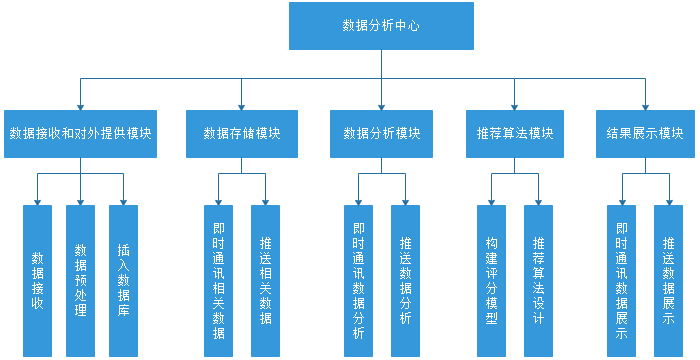 数据分析中心
数据接收和对外提供模块
数据存储模块
数据分析模块
推荐算法模块
结果展示模块
数据接收
数据预处理
插入数据库
即时通讯相关数据
推送相关数据
即时通讯数据分析
推送数据分析
构建评分模型
推荐算法设计
即时通讯数据展示
推送数据展示